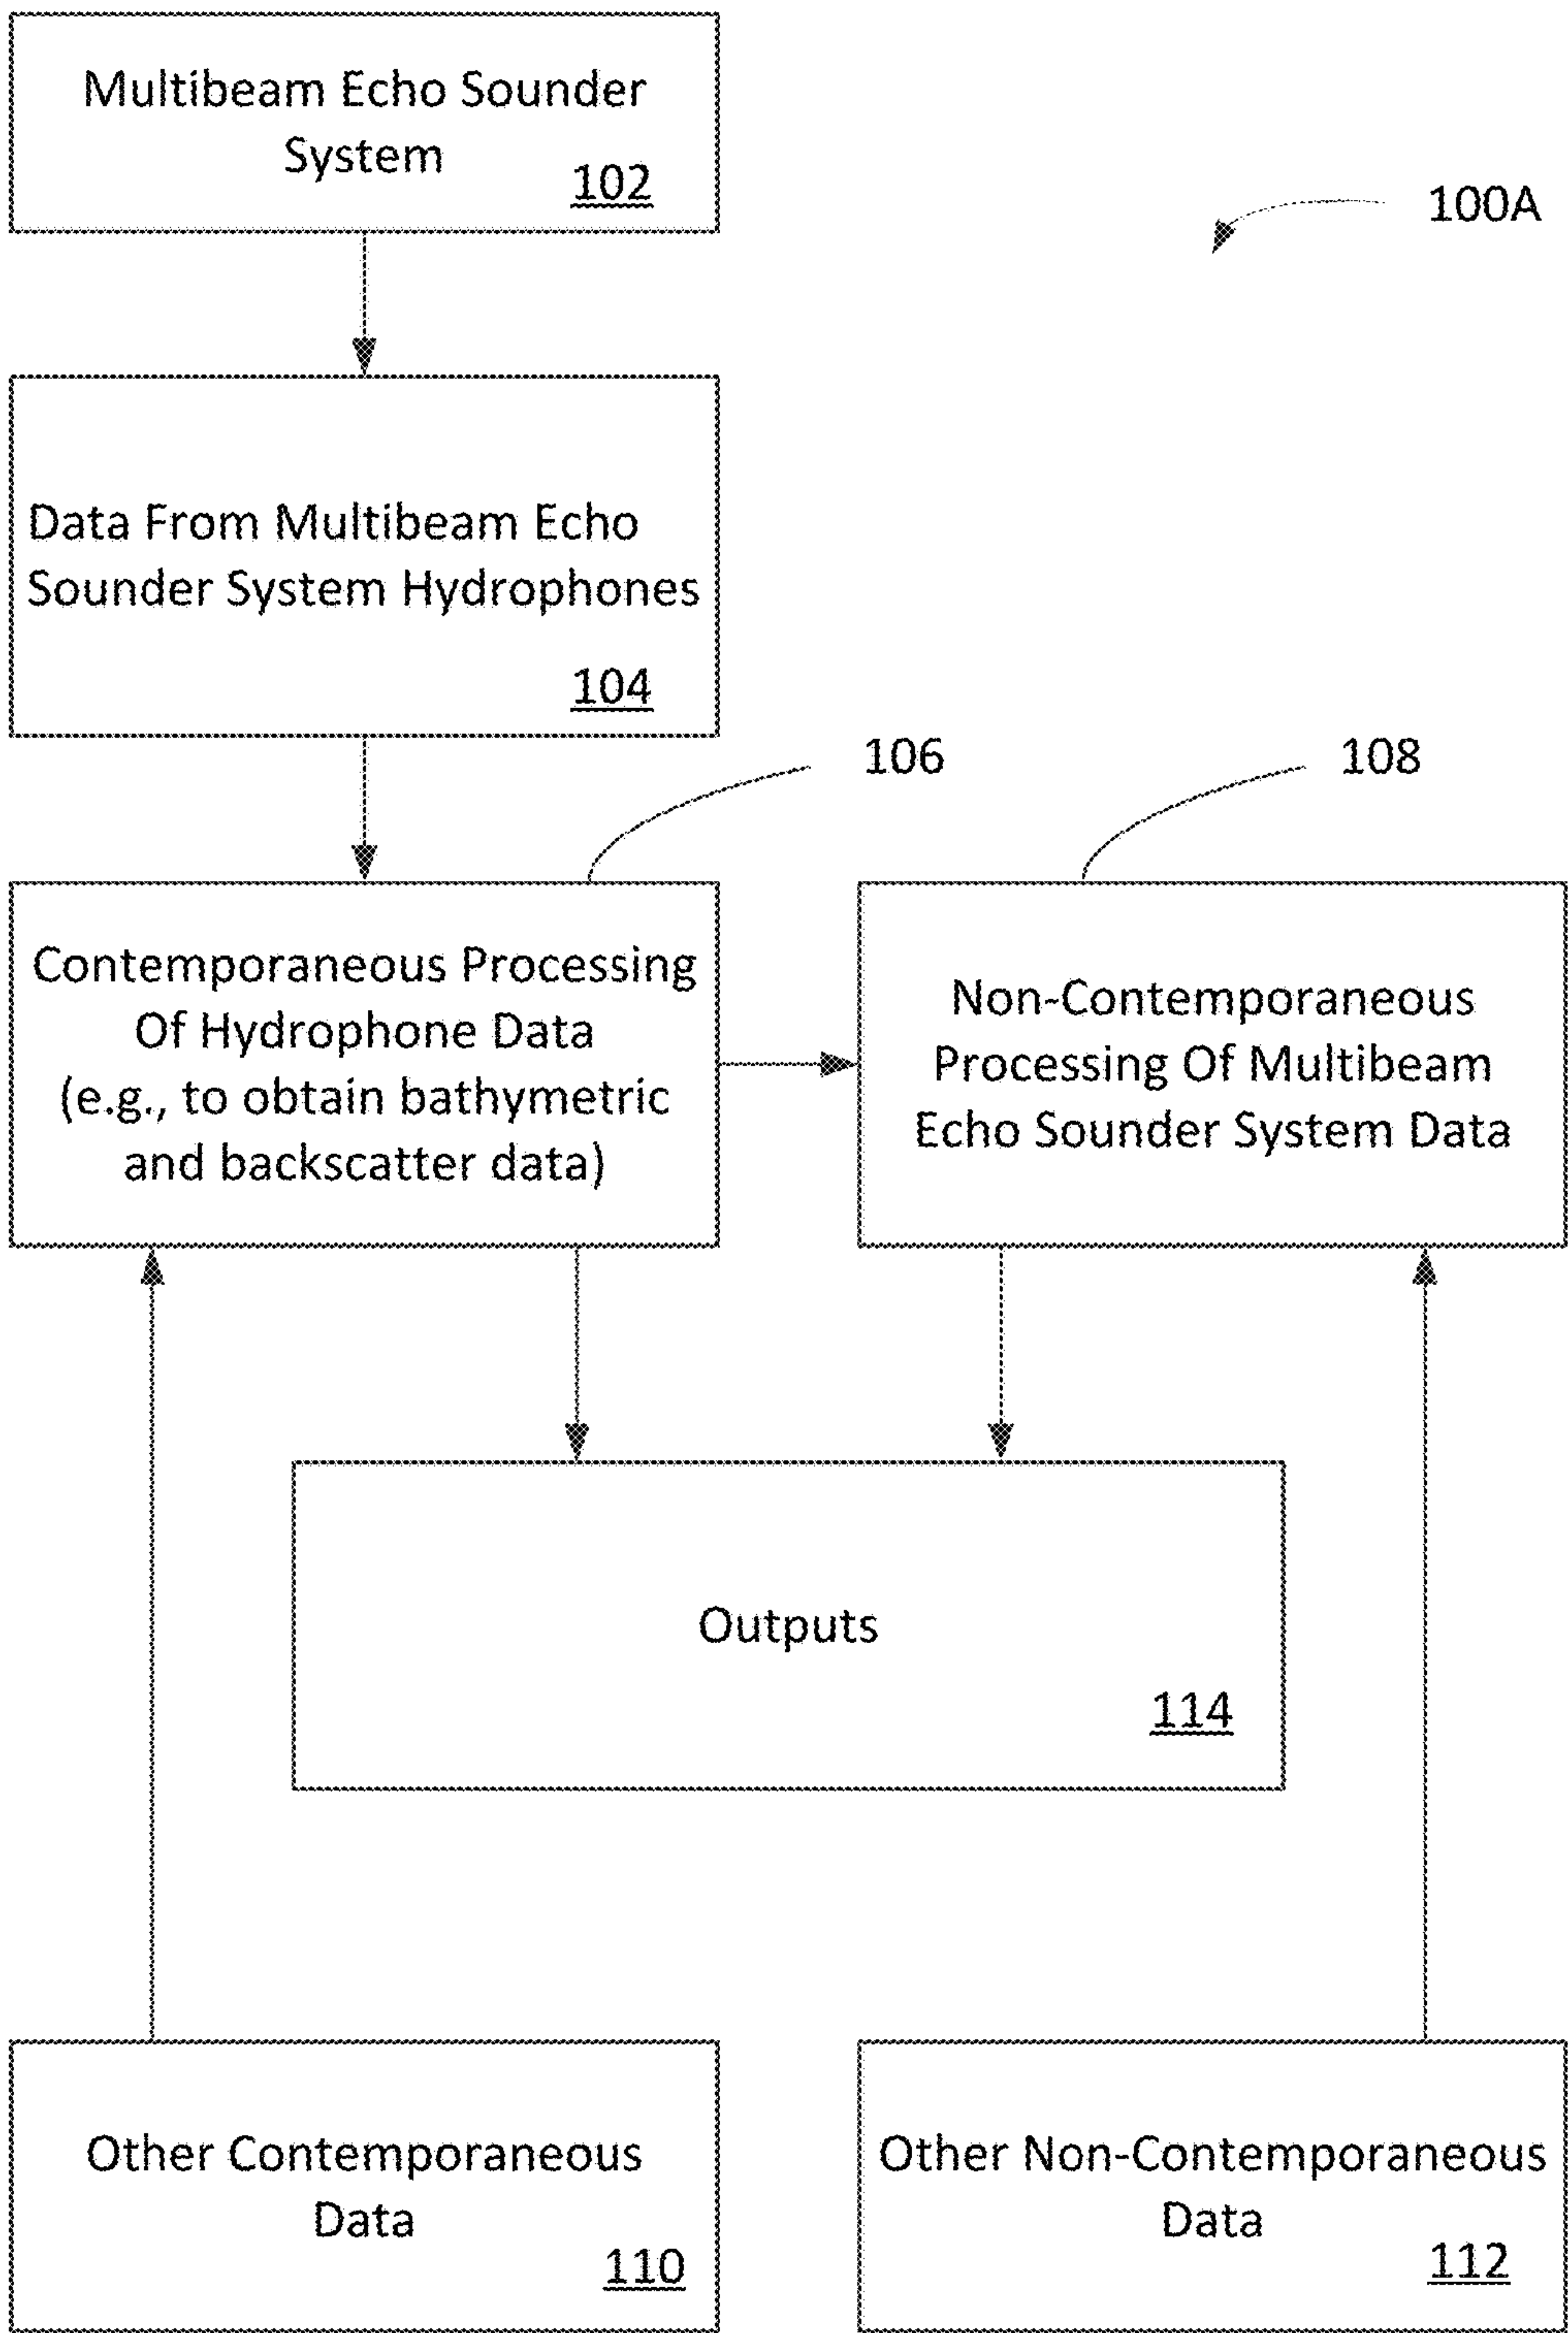 Multibeam Echo Sounder
System
102
100A
Data From Multibeam Echo
Sounder System Hydrophones
104
106
108
Contemporaneous Processing
Of Hydrophone Data
(e.g., to obtain bathymetric
and backscatter data)
Non-Contemporaneous
Processing Of Multibeam
Echo Sounder System Data
Outputs
114
Other Contemporaneous
Data
110
Other Non-Contemporaneous
Data
112